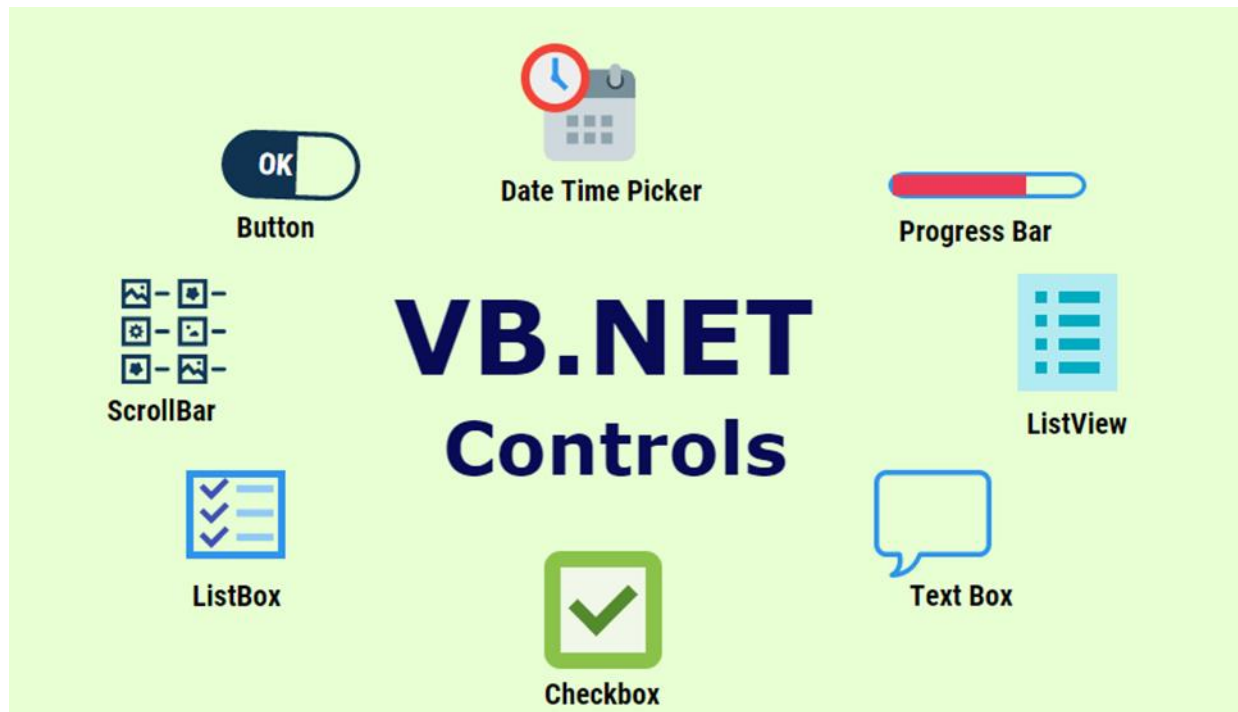 OK
Button
Date Time Picker
Progress Bar
ScrollBar
VB.NET
Controls
ListView
ListBox
Checkbox
Text Box